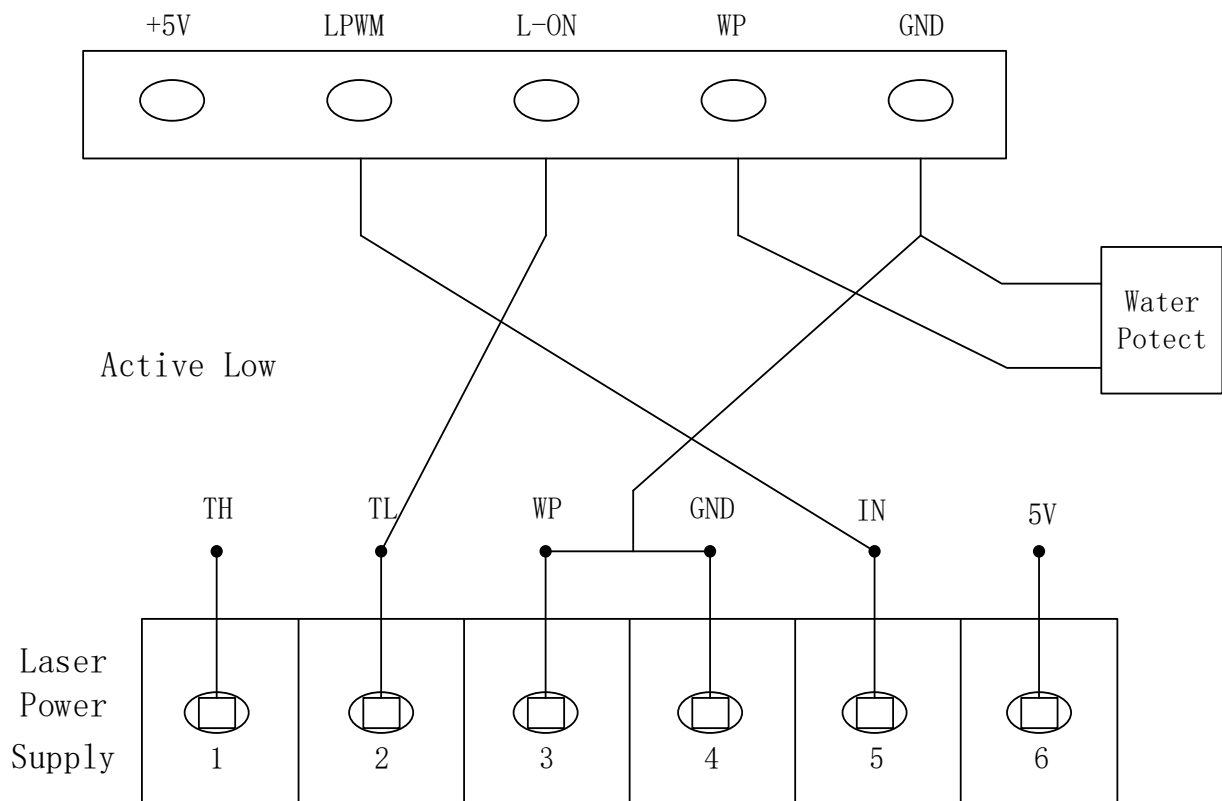 +5V LPWM L-ON WP GND
Water
Potect
Active Low
TH TL WP GND IN 5V
Laser
Power
Supply
1 2 3 4 5 6